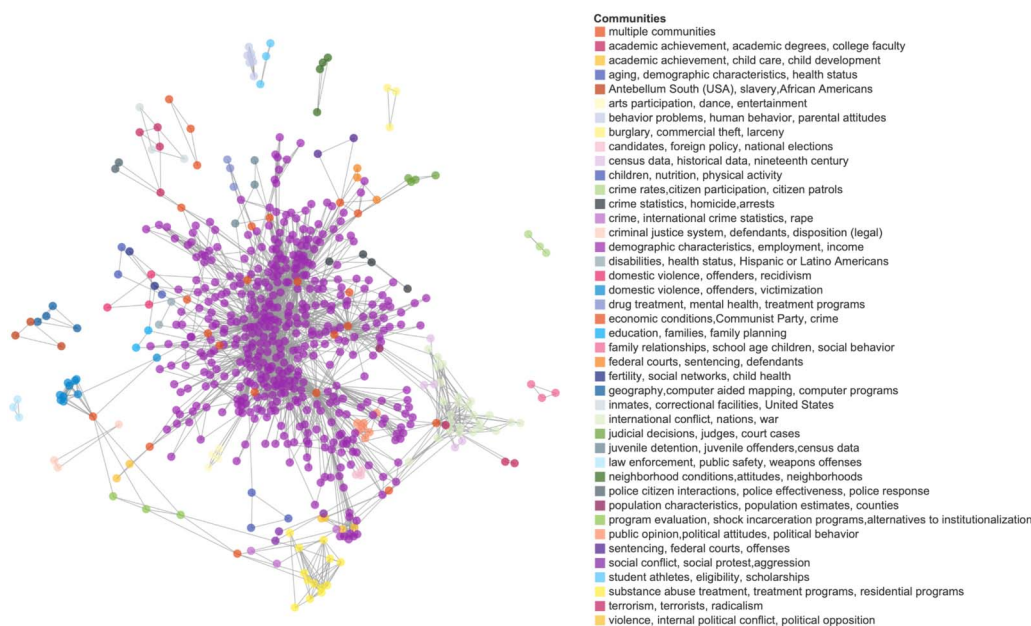 Communities
multiple communities
academic achievement, academic degrees, college faculty
academic achievement, child care, child development
aging, demographic characteristics, health status
Antebellum South (USA), slavery,African Americans
arts participation, dance, entertainment
behavior problems, human behavior, parental attitudes
burglary, commercial theft, larceny
candidates, foreign policy, national elections
census data, historical data, nineteenth century
children, nutrition, physical activity
crime rates,citizen participation, citizen patrols
crime statistics, homicide,arrests
crime, international crime statistics, rape
criminal justice system, defendants, disposition (legal)
demographic characteristics, employment, income
disabilities, health status, Hispanic or Latino Americans
domestic violence, offenders, recidivism
domestic violence, offenders, victimization
drug treatment, mental health, treatment programs
economic conditions,Communist Party, crime
education, families, family planning
family relationships, school age children, social behavior
federal courts, sentencing, defendants
fertility, social networks, child health
geography,computer aided mapping, computer programs
inmates, correctional facilities, United States
international conflict, nations, war
judicial decisions, judges, court cases
juvenile detention, juvenile offenders,census data
law enforcement, public safety, weapons offenses
neighborhood conditions,attitudes, neighborhoods
police citizen interactions, police effectiveness, police response
population characteristics, population estimates, counties
program evaluation, shock incarceration programs,alternatives to institutionalization
public opinion,political attitudes, political behavior
sentencing, federal courts, offenses
social conflict, social protest,aggression
student athletes, eligibility, scholarships
substance abuse treatment, treatment programs, residential programs
terrorism, terrorists, radicalism
violence, internal political conflict, political opposition